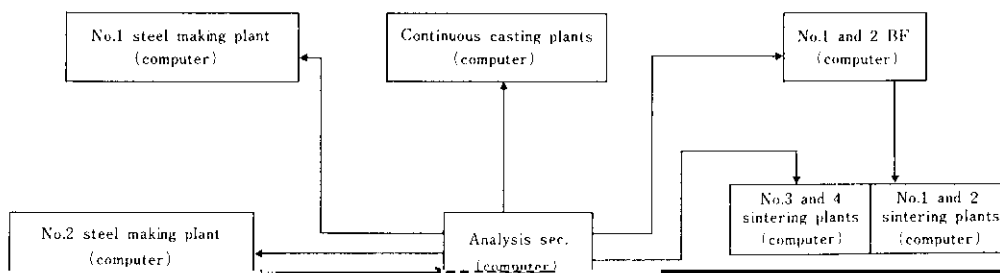 No.1 steel making plant
(computer)
Continuous casting plants
(computer)
No.1 and 2 BF
(computer)
No.3 and 4
sintering plants
(computer)
No.1 and 2
sintering plants
(computer)
No.2 steel making plant
(computer)
Analysis sec.
(computer)